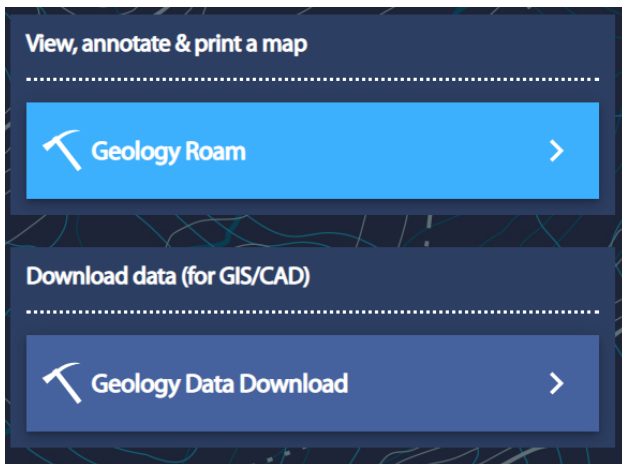 View, annotate & print a map
Geology Roam
Download data (for GIS/CAD)
Geology Data Download